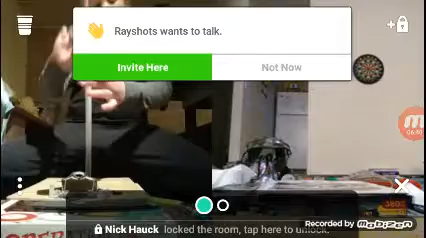 Rayshots wants to talk.
Invite Here
Not Now
Recorded by Mobizen
Nick Hauck locked the room, tap here to unlock.